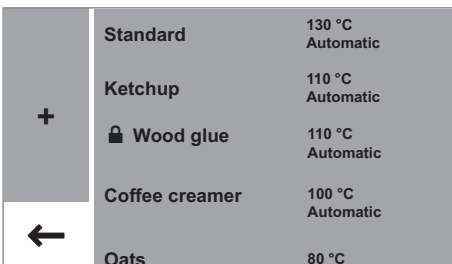 +
Standard 130 °C
Automatic
Ketchup 110 °C
Automatic
Wood glue 110 °C
Automatic
Coffee creamer 100 °C
Automatic
Oats 80 °C